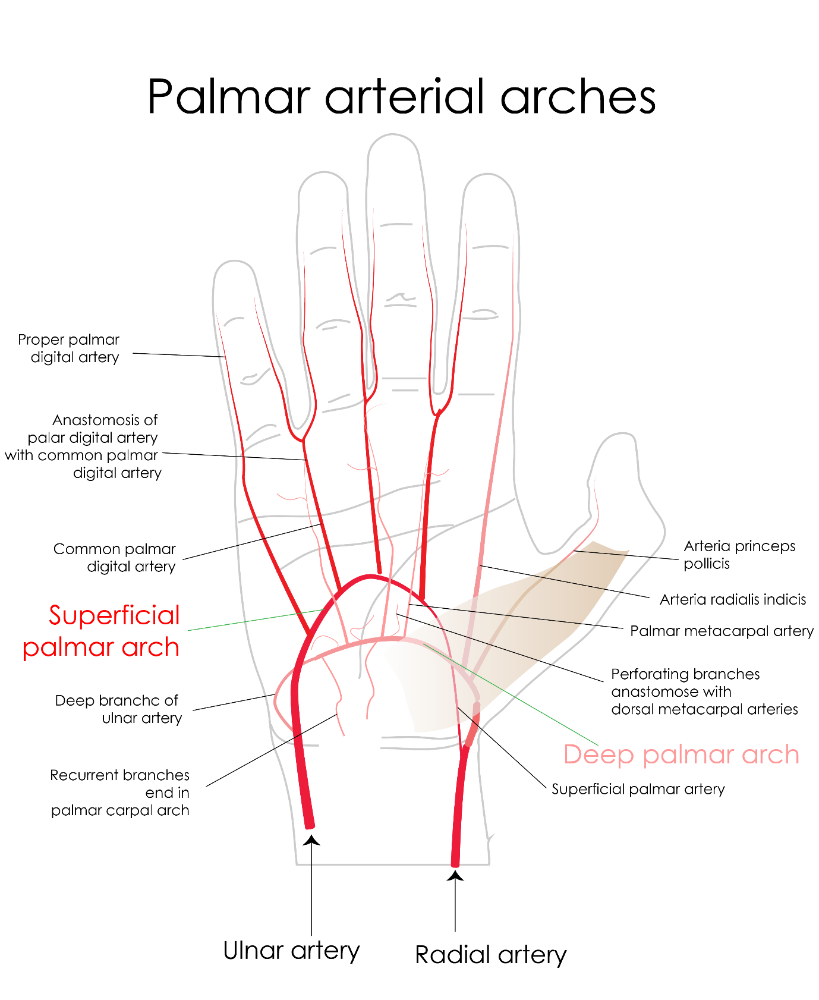 Palmar arterial arches
Proper palmar
digital artery
Anastomosis of
palar digital artery
with common palmar
digital artery
Common palmar
digital artery
Superficial
palmar arch
Deep branchc of
ulnar artery
Recurrent branches
end in
palmar carpal arch
Arteria princeps
pollicis
Arteria radialis indicis
Palmar metacarpal artery
Perforating branches
anastomose with
dorsal metacarpal arteries
Deep palmar arch
Superficial palmar artery
Ulnar artery
Radial artery